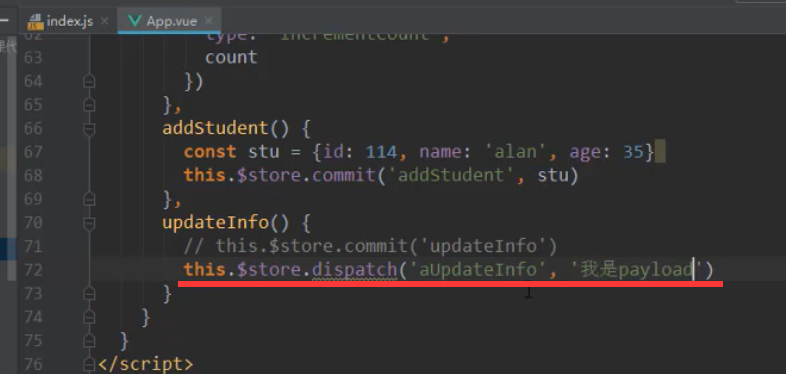 index.js
App.vue
62 type: 'incrementCount',
63 count
64 })
65 },
66 addStudent() {
67 const stu = {id: 114, name: 'alan', age: 35}
68 this.$store.commit('addStudent', stu)
69 },
70 updateInfo() {
71 // this.$store.commit('updateInfo')
72 this.$store.dispatch('aUpdateInfo', '我是payload')
73 }
74 }
75 }
76 </script>